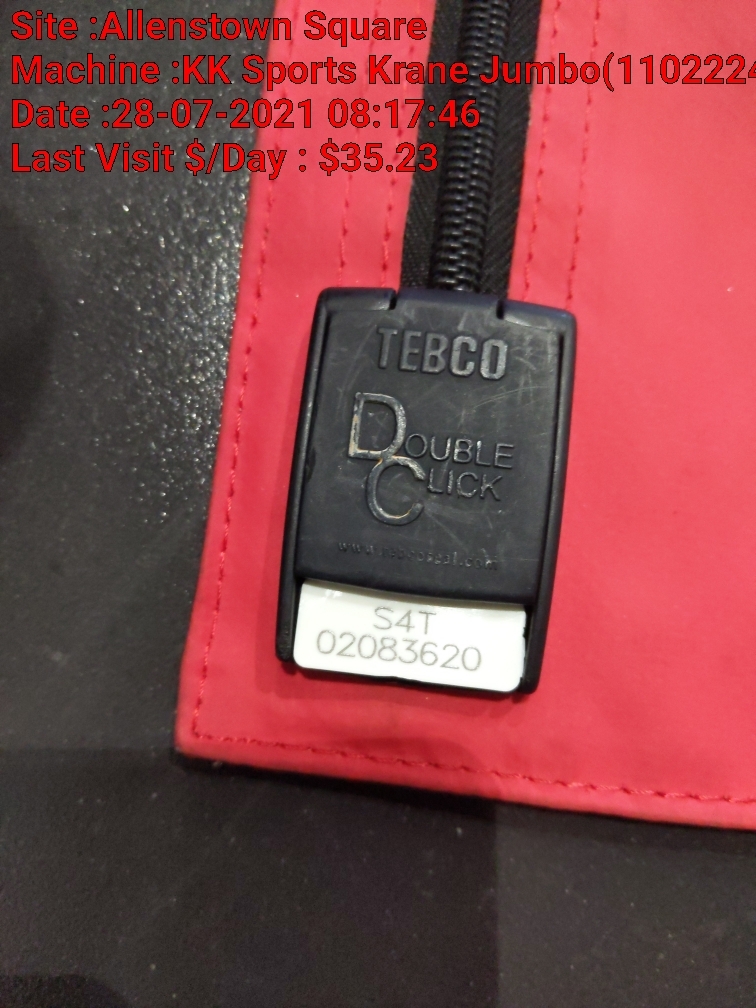 Site :Allenstown Square
Machine :KK Sports Krane Jumbo(1102224
Date :28-07-2021 08:17:46
Last Visit $/Day : $35.23
TEBCO
DOUBLE
CLICK
S4T
02083620